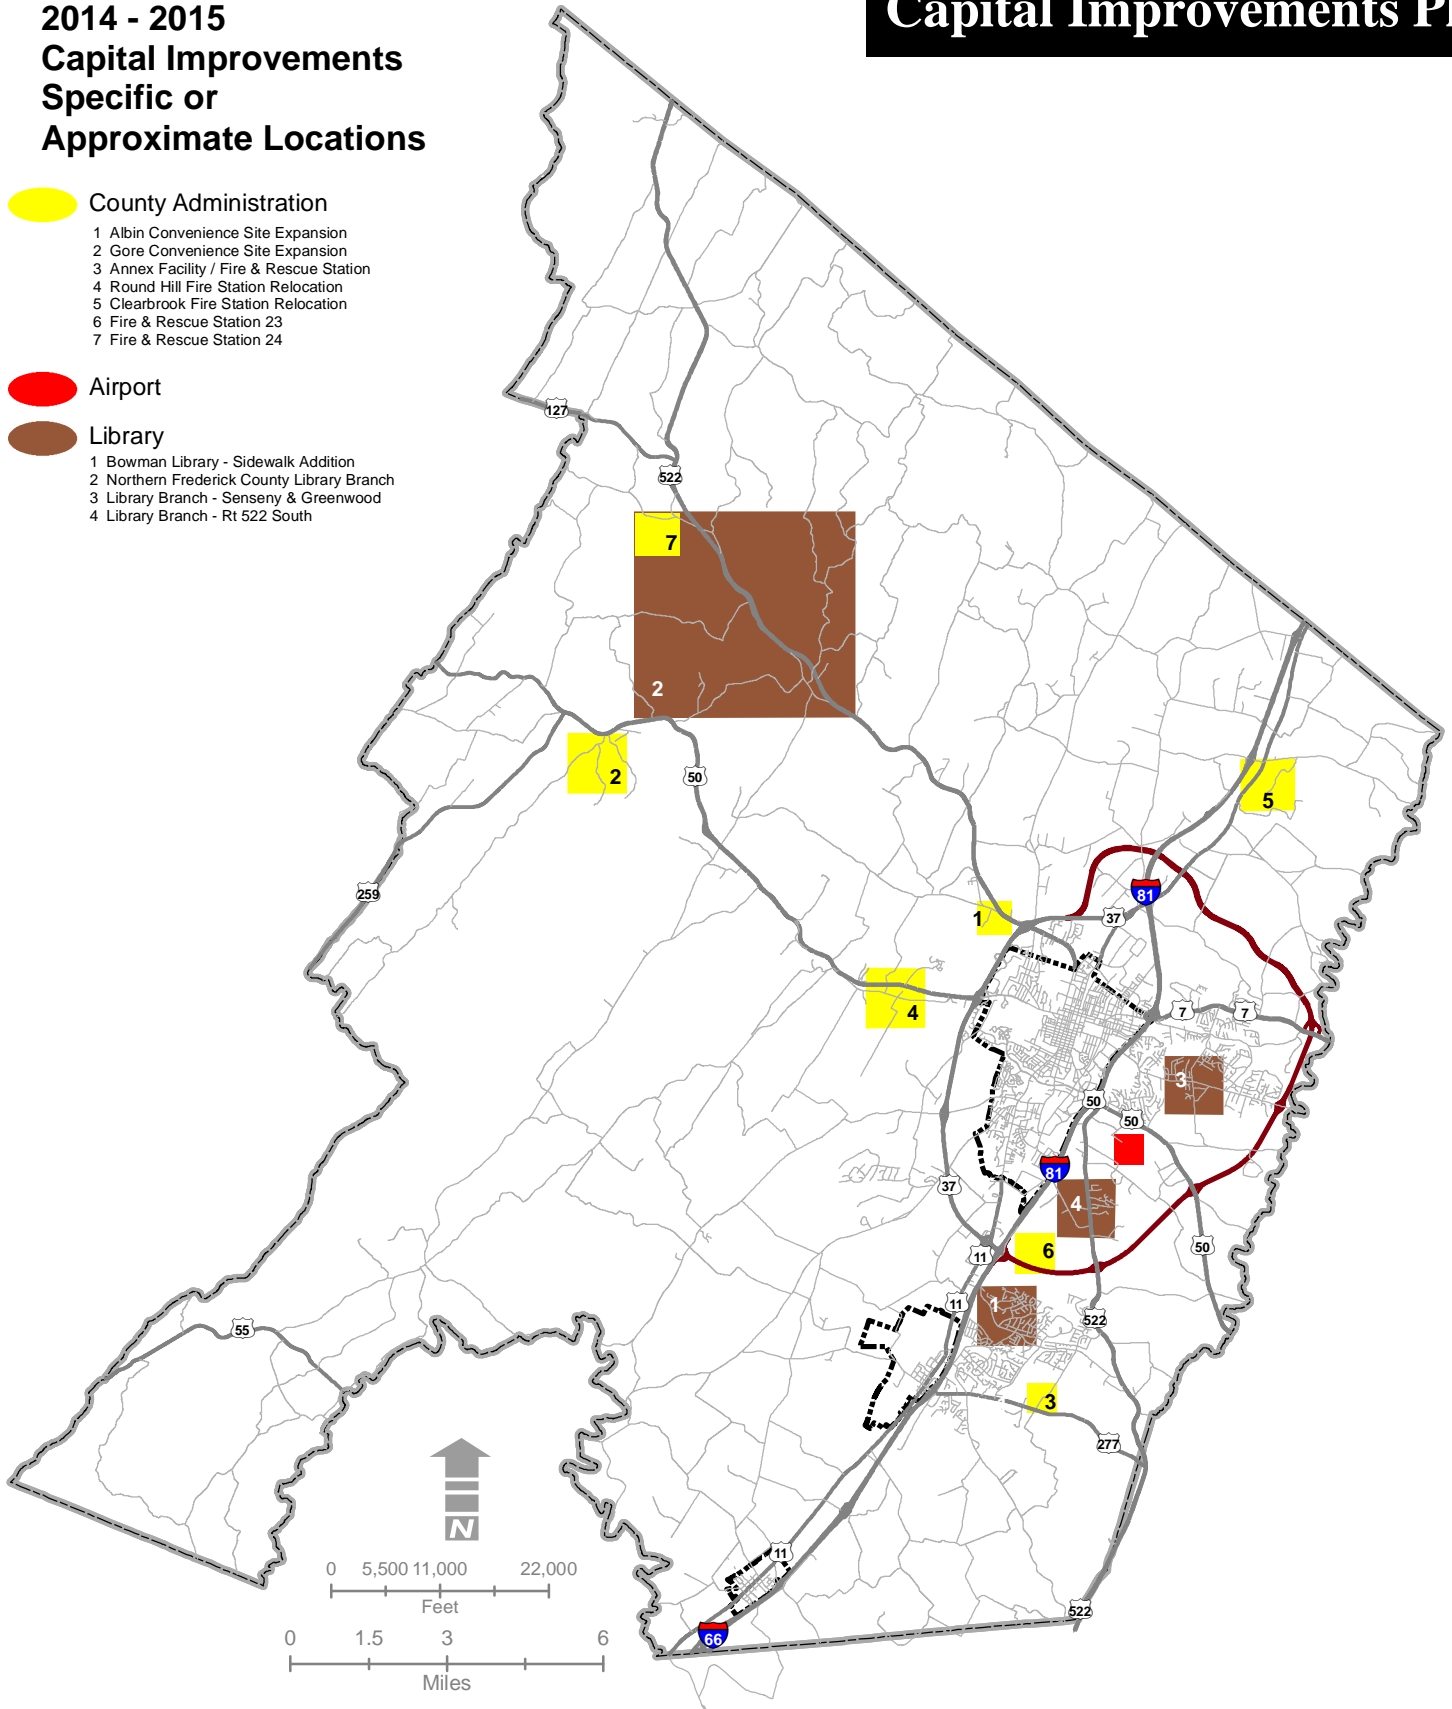 Capital Improvements
2014 - 2015
Capital Improvements
Specific or
Approximate Locations
County Administration
1 Albin Convenience Site Expansion
2 Gore Convenience Site Expansion
3 Annex Facility / Fire & Rescue Station
4 Round Hill Fire Station Relocation
5 Clearbrook Fire Station Relocation
6 Fire & Rescue Station 23
7 Fire & Rescue Station 24
Airport
Library
1 Bowman Library - Sidewalk Addition
2 Northern Frederick County Library Branch
3 Library Branch - Senseny & Greenwood
4 Library Branch - Rt 522 South
127
522
7
2
2
50
5
259
81
1
37
4
7
7
3
50
50
81
4
37
50
6
11
11
1
522
55
3
277
N
0 5,500 11,000 22,000
Feet
11
522
0 1.5 3 6
Miles
66